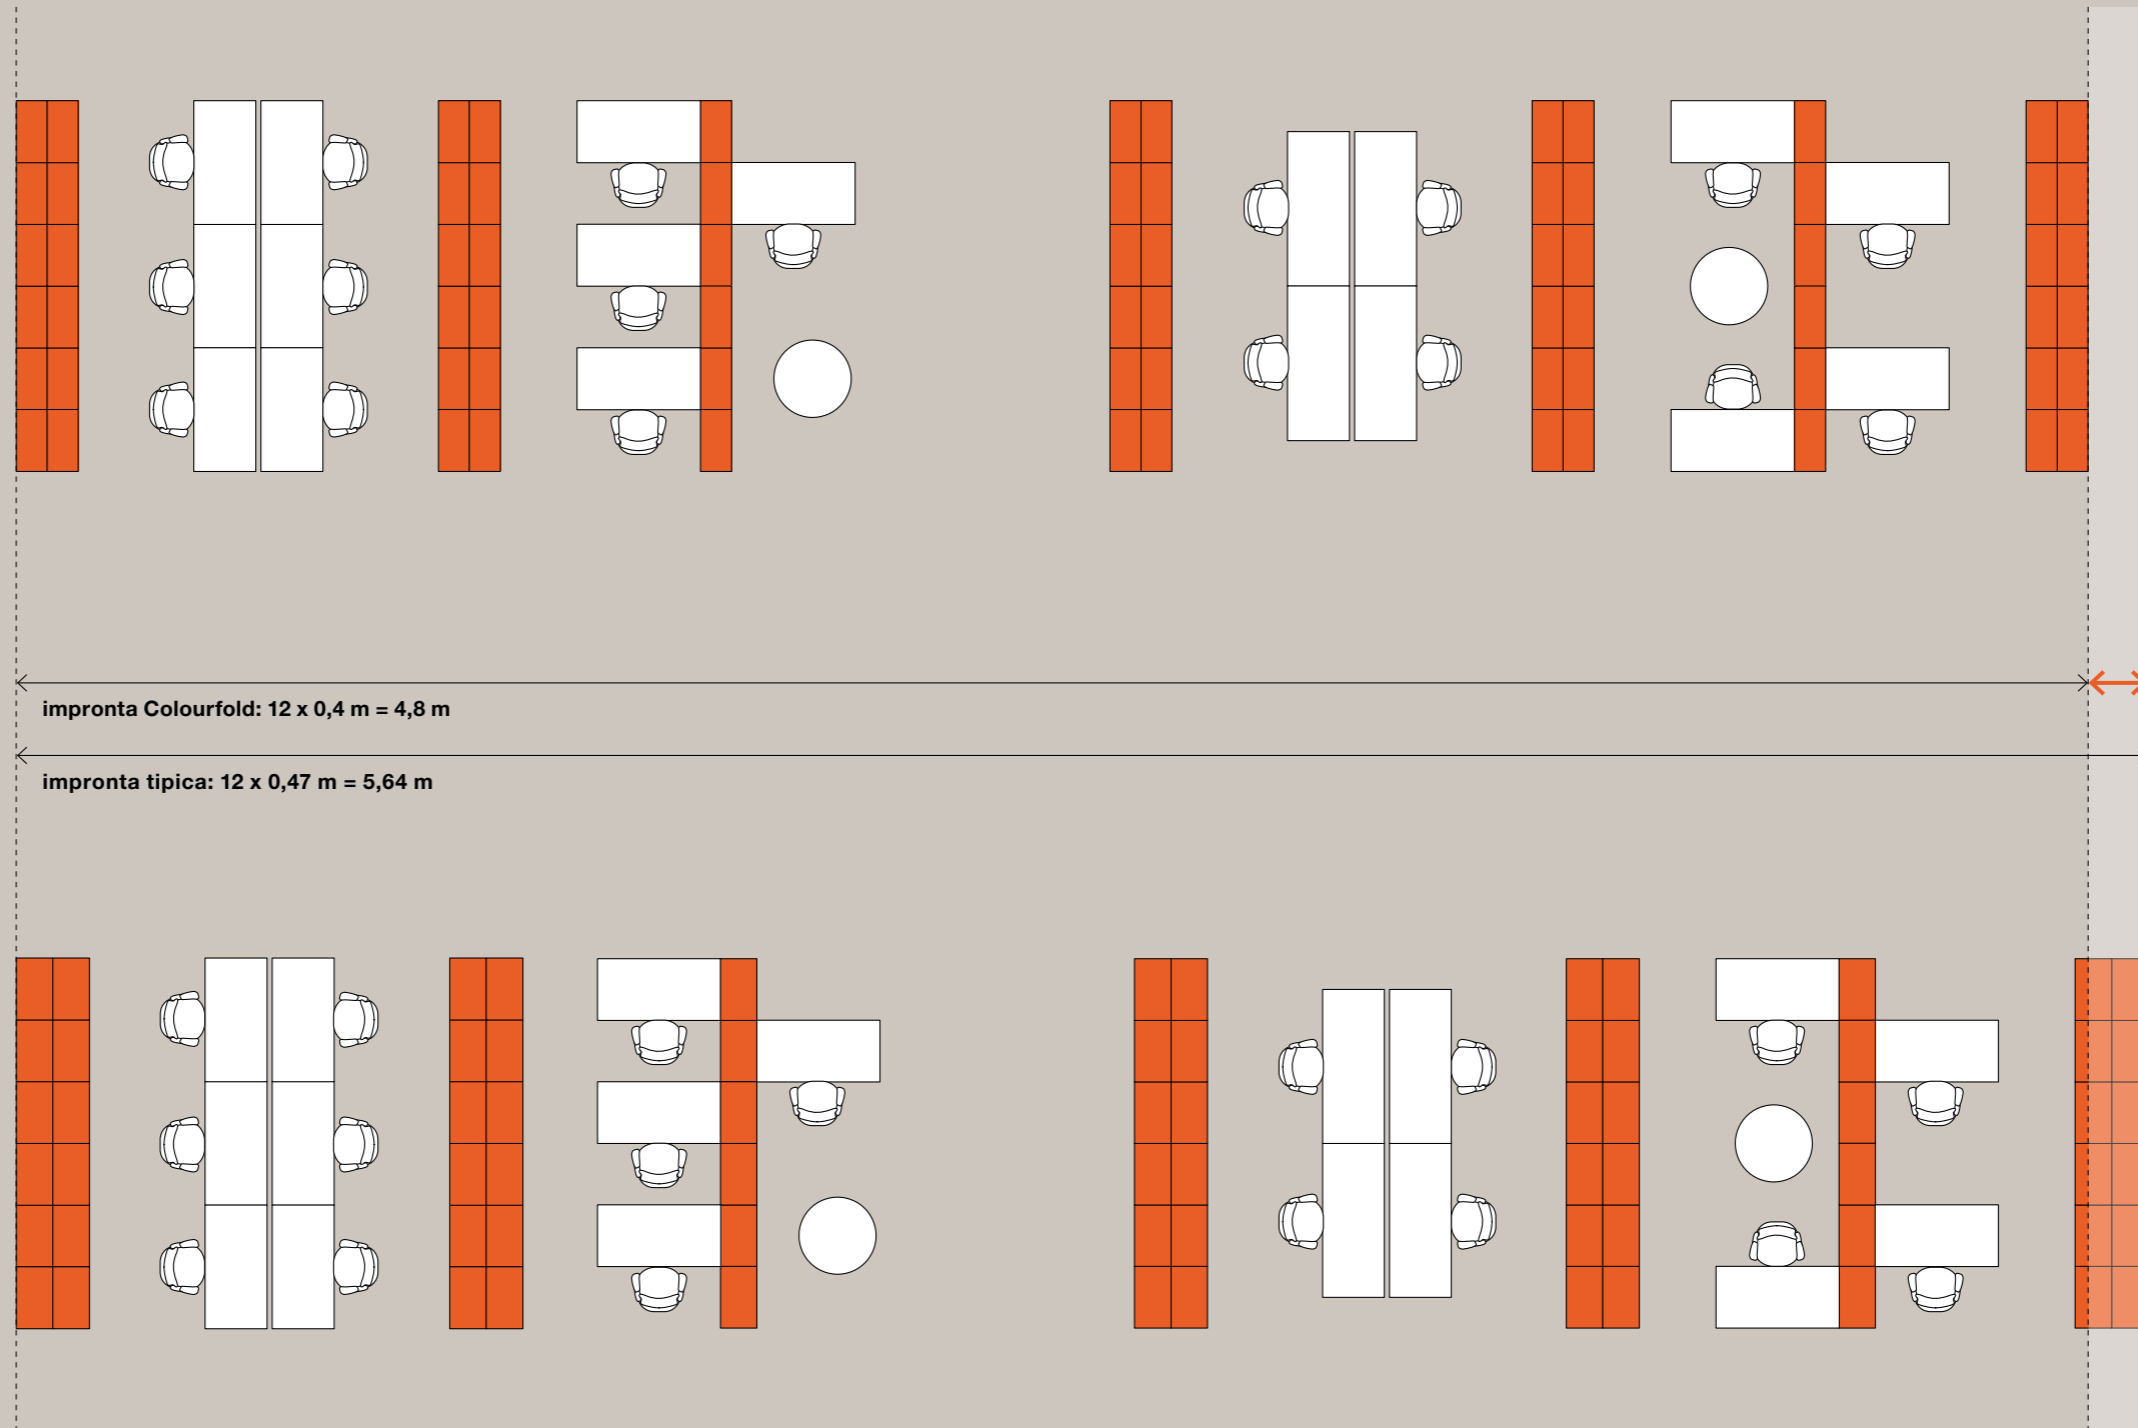 impronta Colourfold: 12 x 0,4 m = 4,8 m
impronta tipica: 12 x 0,47 m = 5,64 m